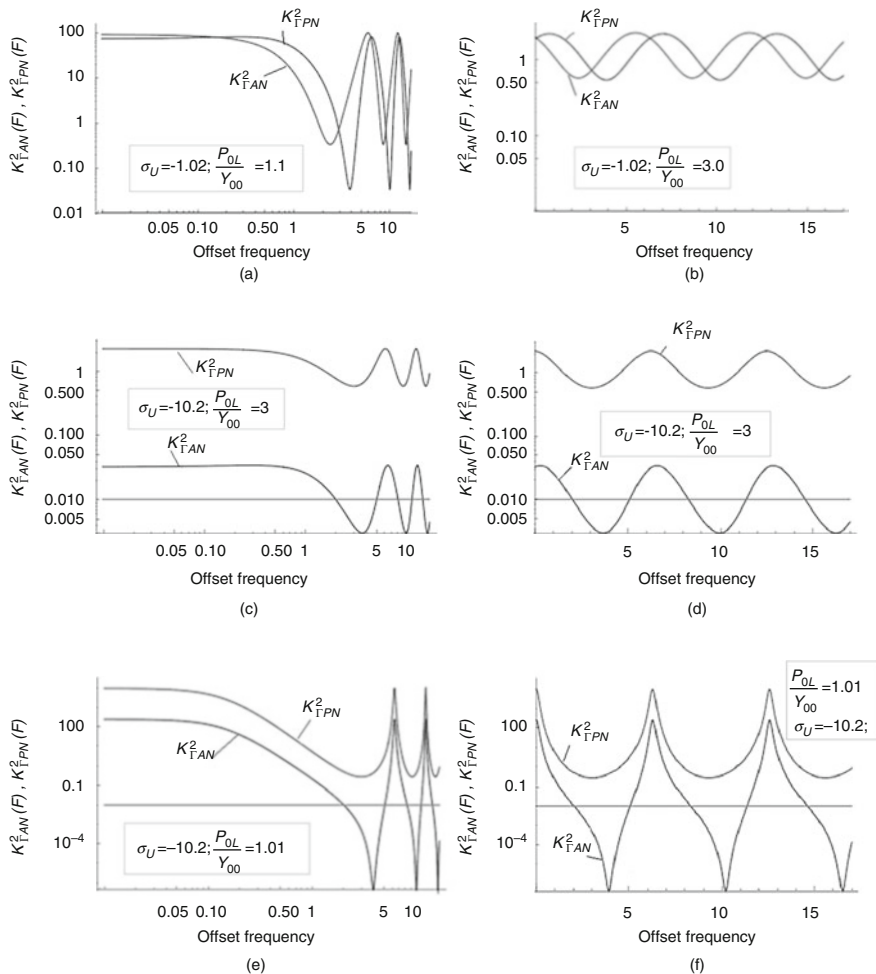 K²ΓAN(F), K²ΓPN(F)
100
10
1
0.10
0.01
K²ΓPN
K²ΓAN
σU=-1.02; P0L/Y00 =1.1
0.05 0.10 0.50 1 5 10
Offset frequency
(a)
K²ΓAN(F), K²ΓPN(F)
1
0.50
0.10
0.05
K²ΓPN
K²ΓAN
σU=-1.02; P0L/Y00 =3.0
5 10 15
Offset frequency
(b)
K²ΓAN(F), K²ΓPN(F)
1
0.500
0.100
0.050
0.010
0.005
K²ΓPN
σU=-10.2; P0L/Y00 =3
K²ΓAN
0.05 0.10 0.50 1 5 10
Offset frequency
(c)
K²ΓAN(F), K²ΓPN(F)
1
0.500
0.100
0.050
0.010
0.005
K²ΓPN
σU=-10.2; P0L/Y00 =3
K²ΓAN
5 10 15
Offset frequency
(d)
K²ΓAN(F), K²ΓPN(F)
100
0.1
10⁻⁴
K²ΓPN
K²ΓAN
σU=-10.2; P0L/Y00 =1.01
0.05 0.10 0.50 1 5 10
Offset frequency
(e)
K²ΓAN(F), K²ΓPN(F)
100
0.1
10⁻⁴
P0L/Y00 =1.01
σU=-10.2;
K²ΓPN
K²ΓAN
5 10 15
Offset frequency
(f)